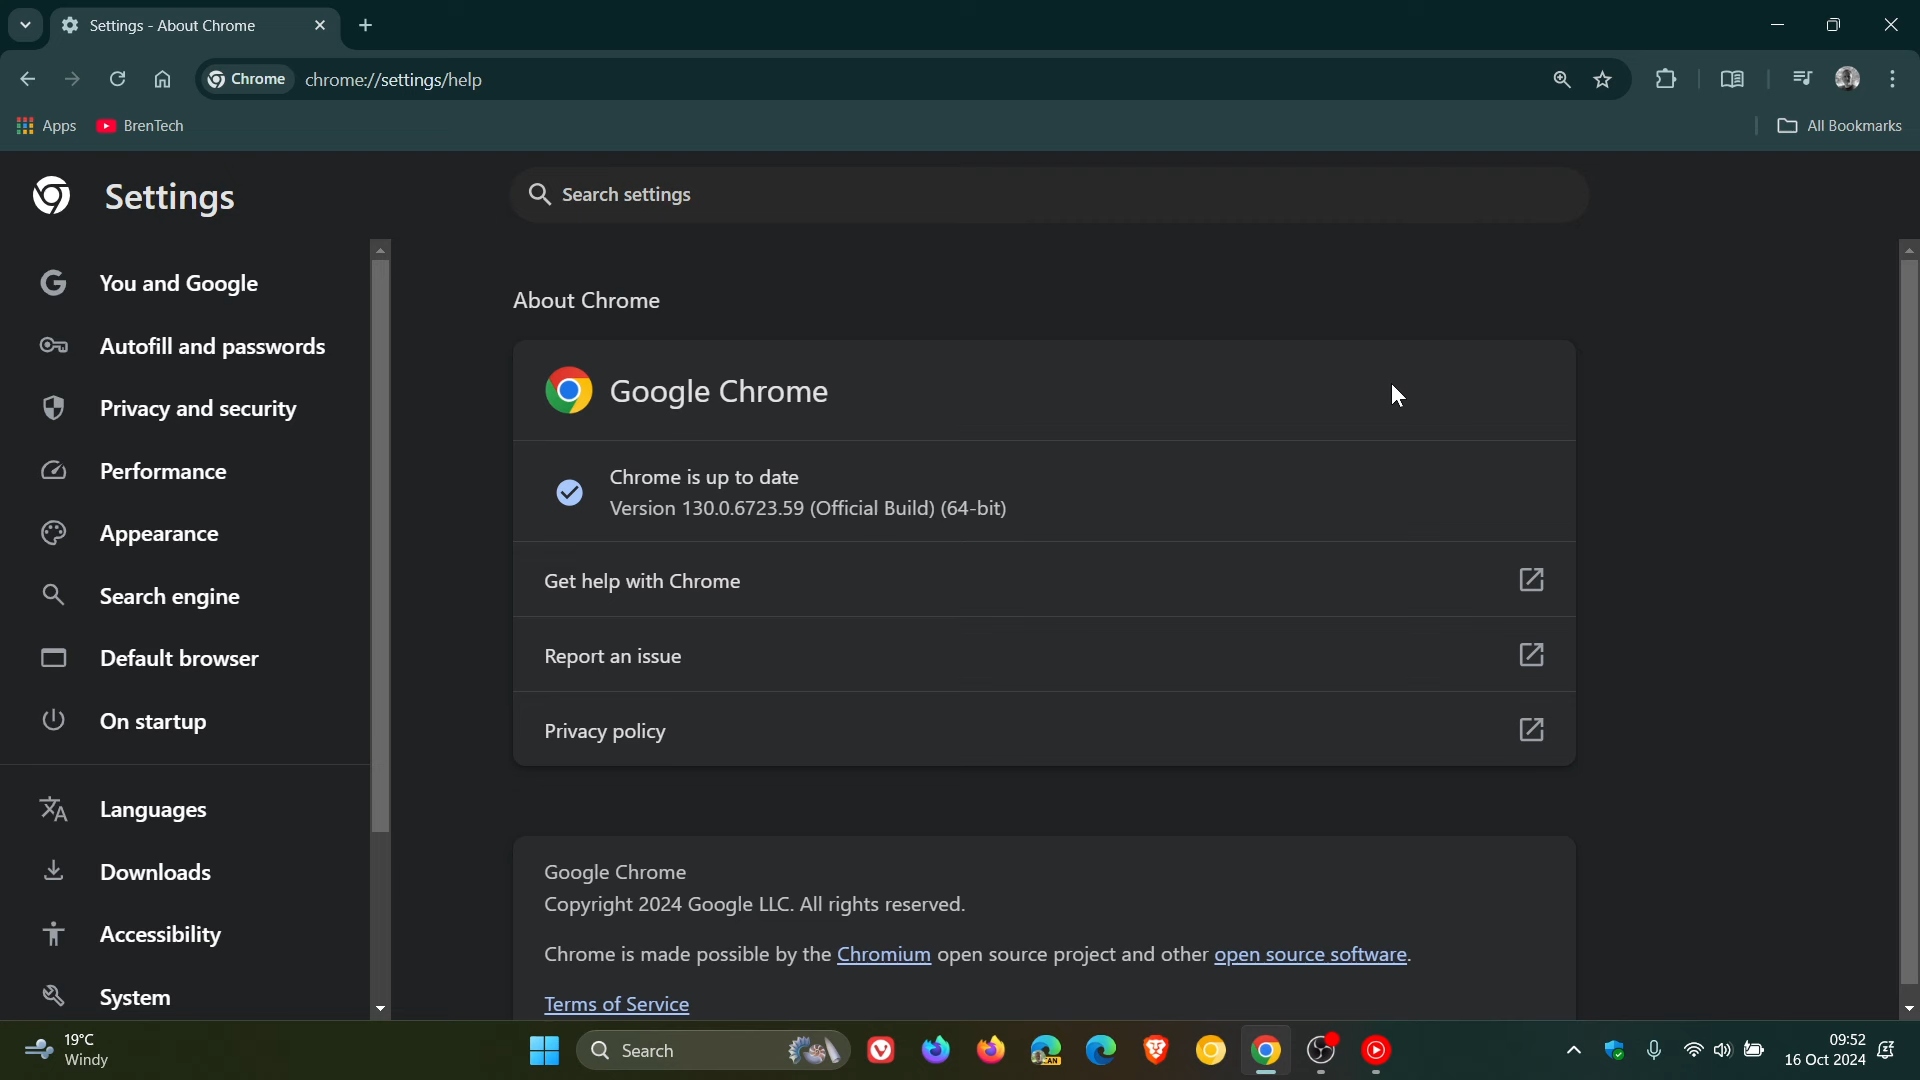 Settings - About Chrome
Chrome chrome://settings/help
Apps BrenTech All Bookmarks
Settings
Search settings
You and Google
Autofill and passwords
Privacy and security
Performance
Appearance
Search engine
Default browser
On startup
Languages
Downloads
Accessibility
System
About Chrome
Google Chrome
Chrome is up to date
Version 130.0.6723.59 (Official Build) (64-bit)
Get help with Chrome
Report an issue
Privacy policy
Google Chrome
Copyright 2024 Google LLC. All rights reserved.
Chrome is made possible by the Chromium open source project and other open source software.
Terms of Service
19°C
Windy
Search
CAN
09:52
16 Oct 2024